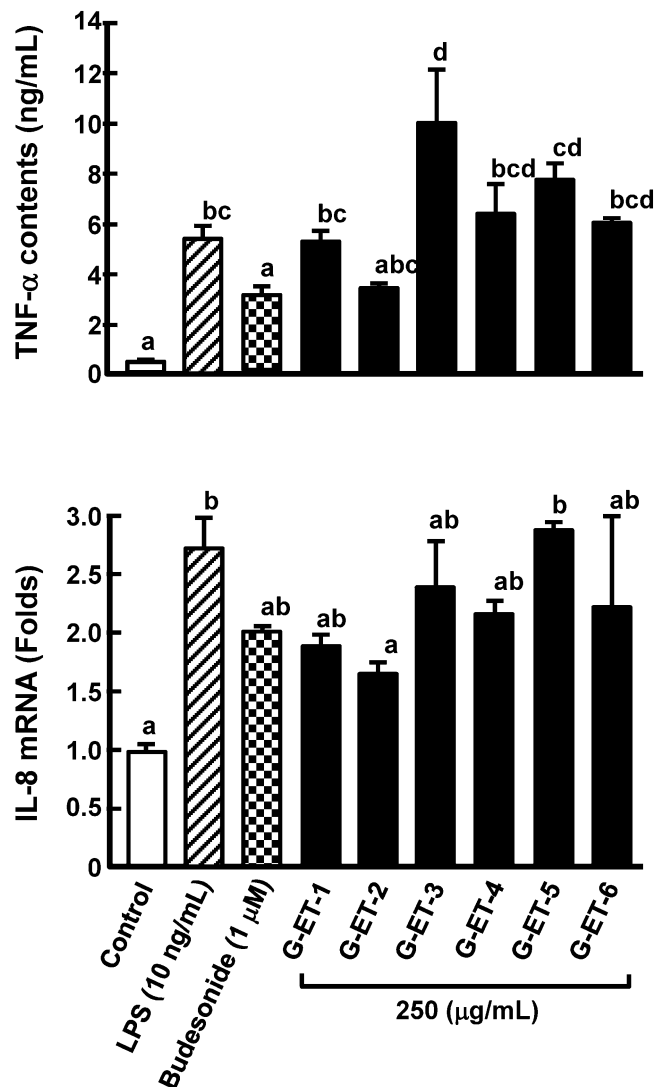 TNF-α contents (ng/mL)
14
12
10
8
6
4
2
0
a
bc
a
bc
abc
d
bcd
cd
bcd
IL-8 mRNA (Folds)
3.0
2.5
2.0
1.5
1.0
0.5
0
a
b
ab
ab
a
ab
ab
b
ab
Control
LPS (10 ng/mL)
Budesonide (1 μM)
G-ET-1
G-ET-2
G-ET-3
G-ET-4
G-ET-5
G-ET-6
250 (μg/mL)